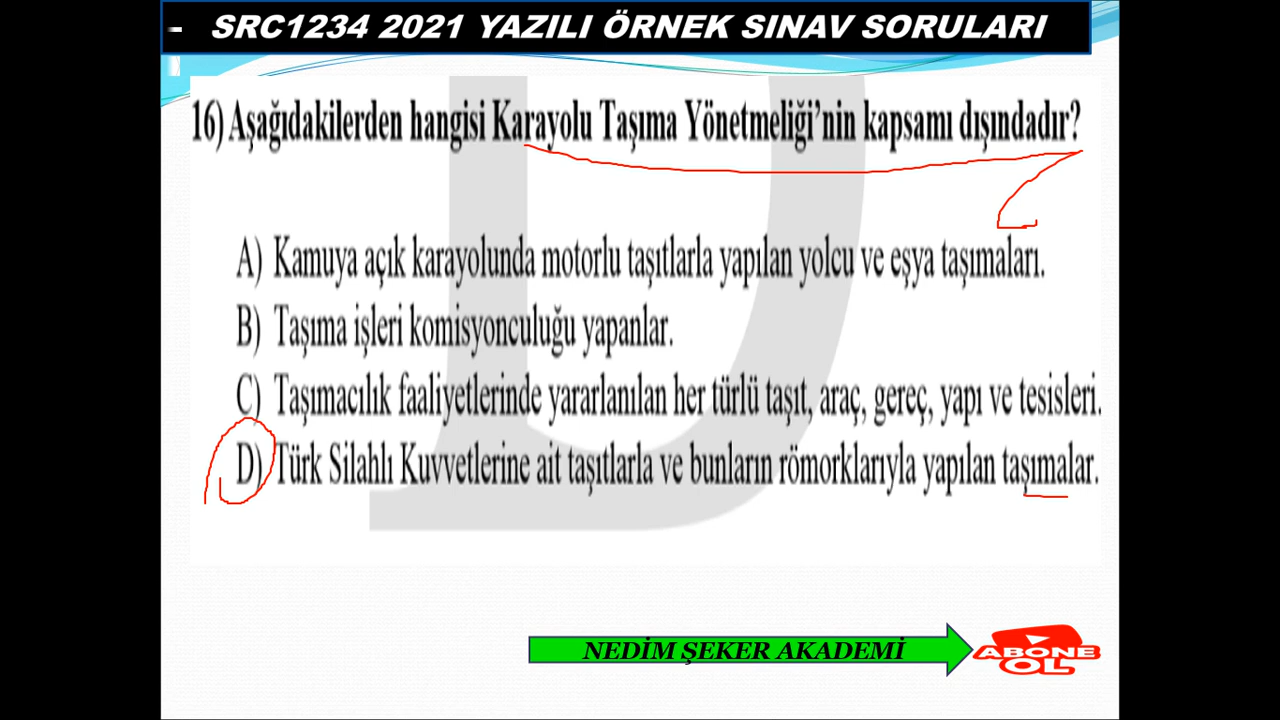 SRC1234 2021 YAZILI ÖRNEK SINAV SORULARI
16) Aşağıdakilerden hangisi Karayolu Taşıma Yönetmeliği’nin kapsamı dışındadır?
A) Kamuya açık karayolunda motorlu taşıtlarla yapılan yolcu ve eşya taşımaları.
B) Taşıma işleri komisyonculuğu yapanlar.
C) Taşımacılık faaliyetlerinde yararlanılan her türlü taşıt, araç, gereç, yapı ve tesisleri.
D) Türk Silahlı Kuvvetlerine ait taşıtlarla ve bunların römorklarıyla yapılan taşımalar.
NEDİM ŞEKER AKADEMİ
ABONE
OL